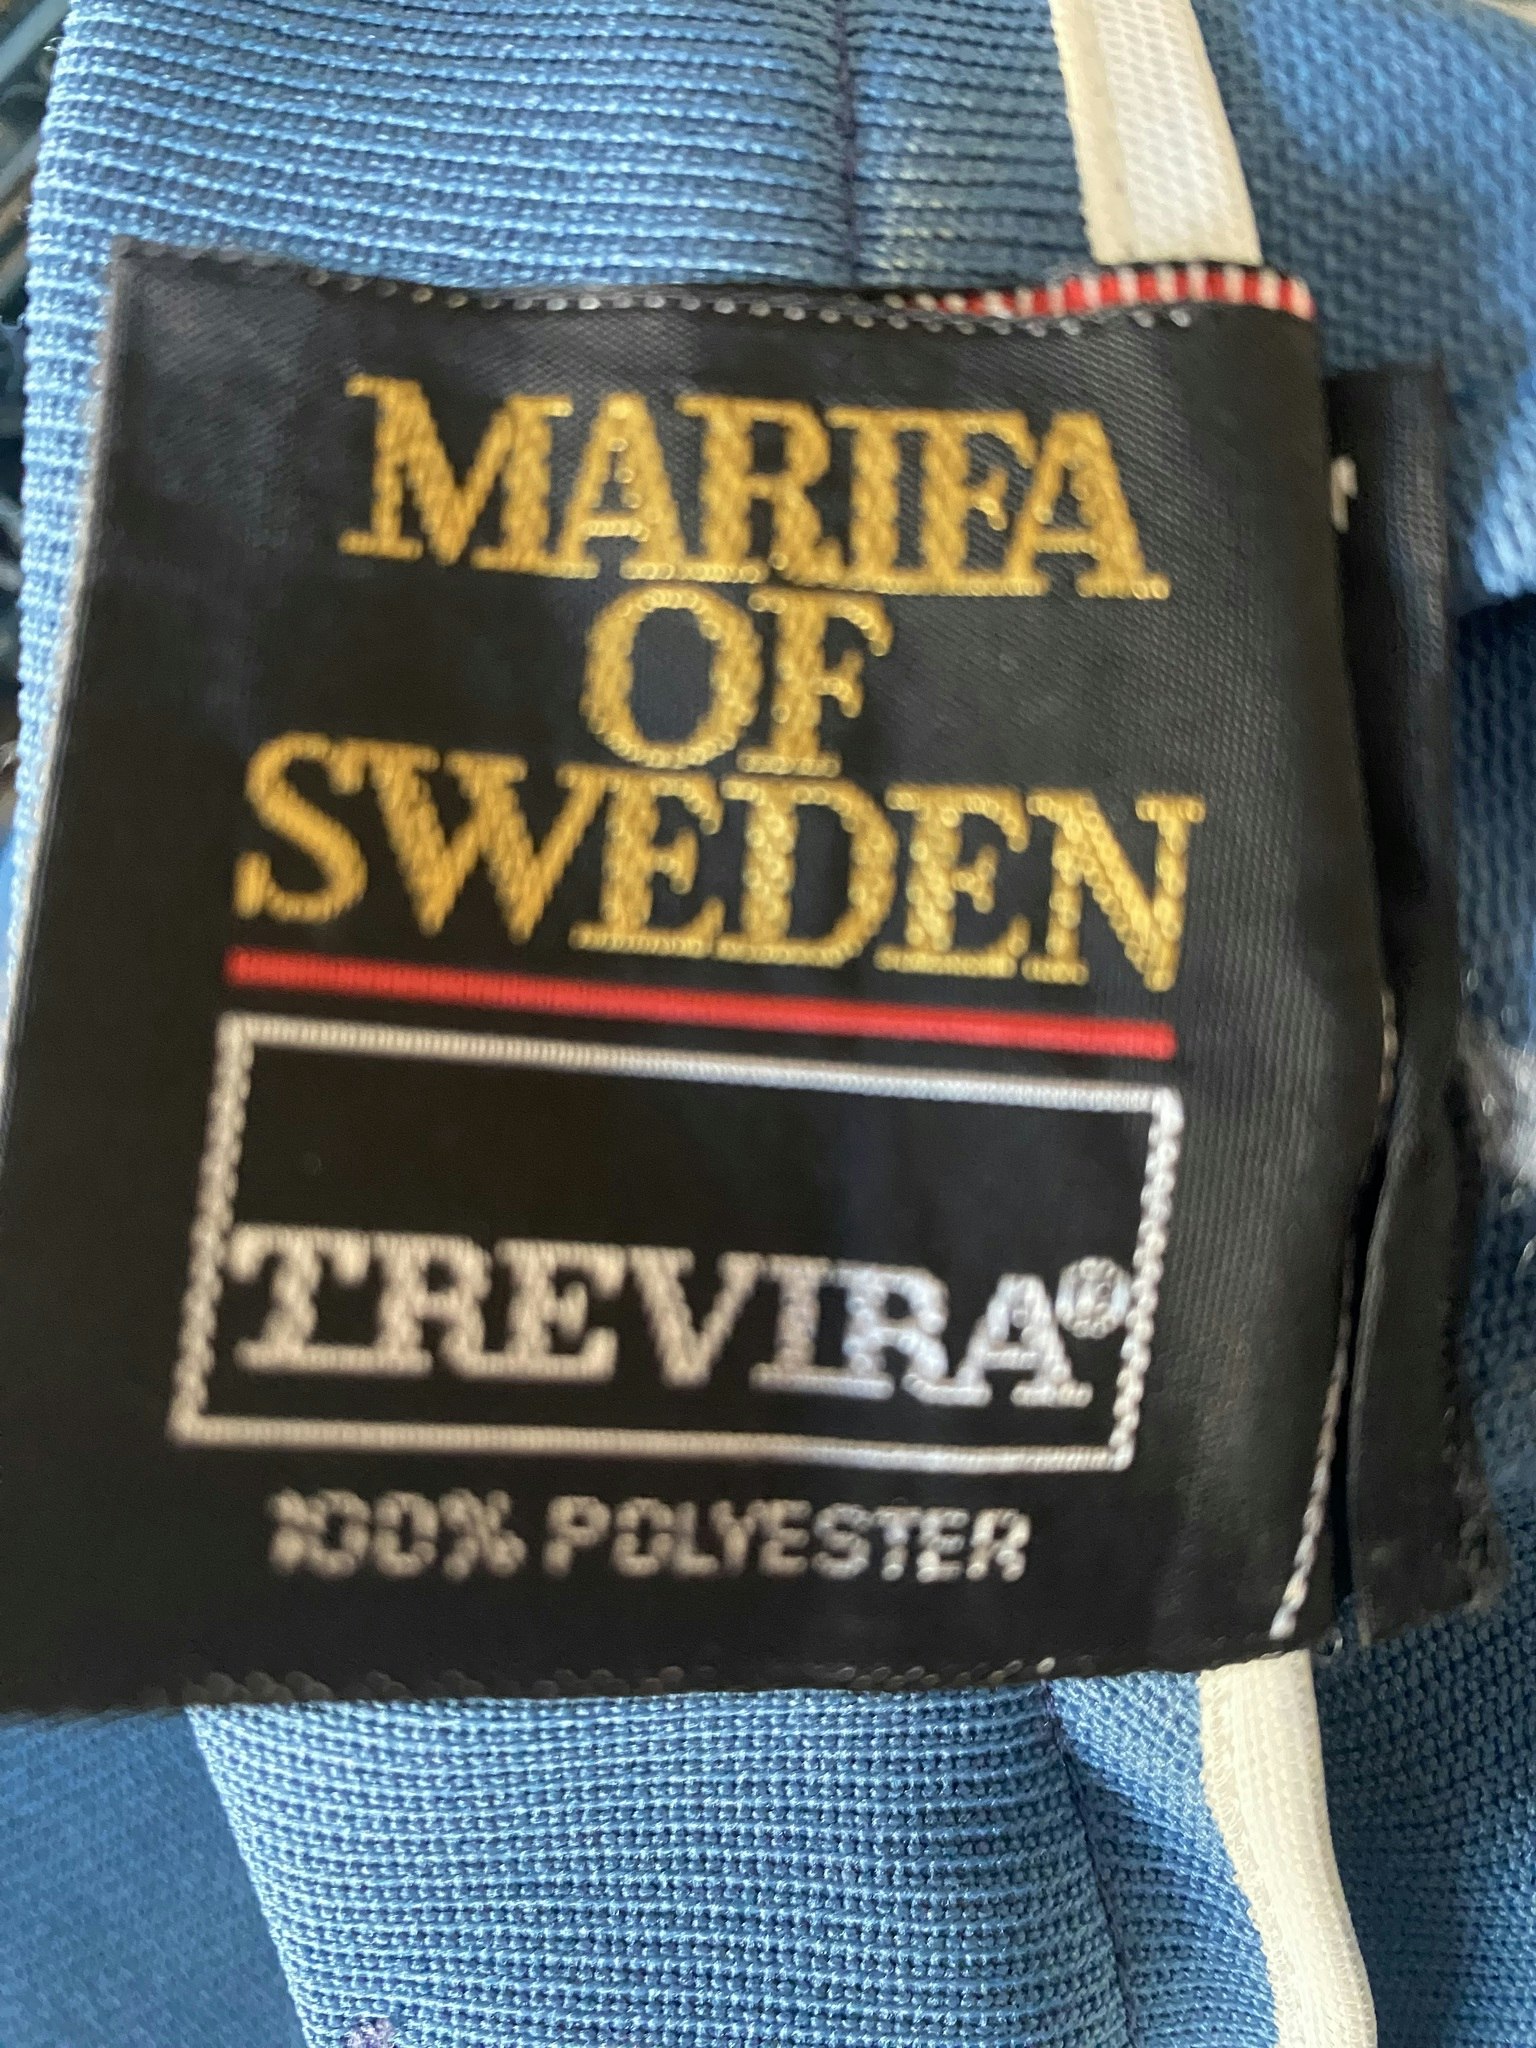 MARIFA
OF
SWEDEN
TREVIRA®
100% POLYESTER